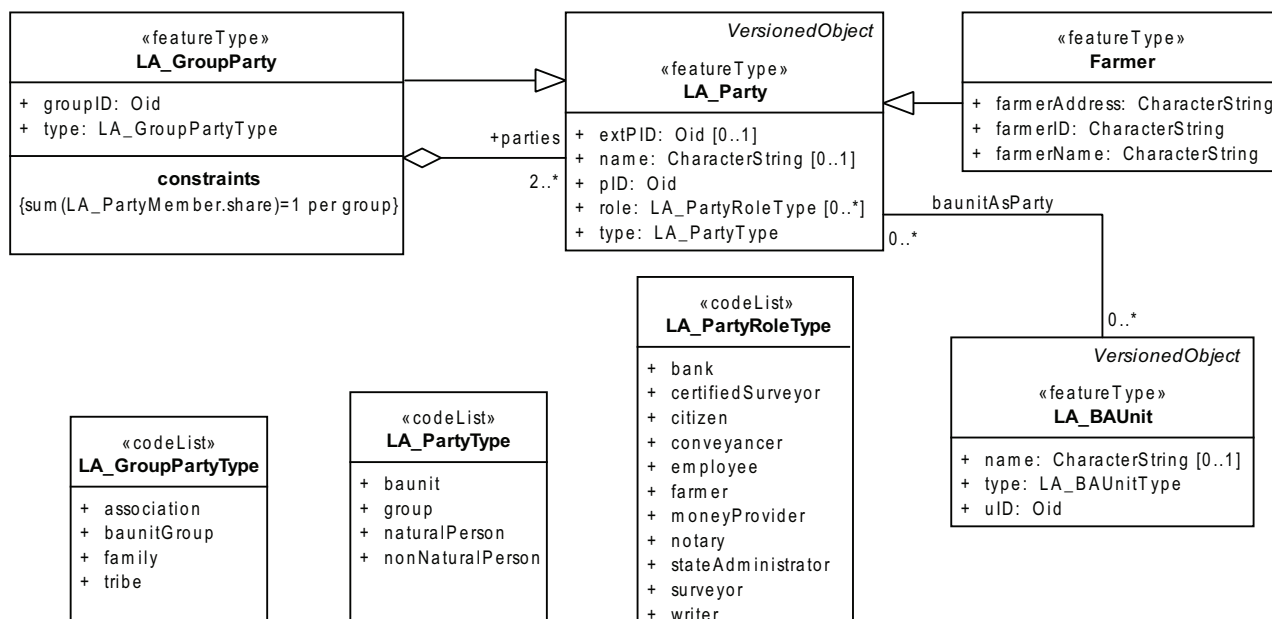 «featureType»
LA_GroupParty
+ groupID: Oid
+ type: LA_GroupPartyType
constraints
{sum(LA_PartyMember.share)=1 per group}
+parties
2..*
VersionedObject
«featureType»
LA_Party
+ extPID: Oid [0..1]
+ name: CharacterString [0..1]
+ pID: Oid
+ role: LA_PartyRoleType [0..*]
+ type: LA_PartyType
«featureType»
Farmer
+ farmerAddress: CharacterString
+ farmerID: CharacterString
+ farmerName: CharacterString
baunitAsParty
0..*
0..*
«codeList»
LA_GroupPartyType
+ association
+ baunitGroup
+ family
+ tribe
«codeList»
LA_PartyType
+ baunit
+ group
+ naturalPerson
+ nonNaturalPerson
«codeList»
LA_PartyRoleType
+ bank
+ certifiedSurveyor
+ citizen
+ conveyancer
+ employee
+ farmer
+ moneyProvider
+ notary
+ stateAdministrator
+ surveyor
+ writer
VersionedObject
«featureType»
LA_BAUnit
+ name: CharacterString [0..1]
+ type: LA_BAUnitType
+ uID: Oid